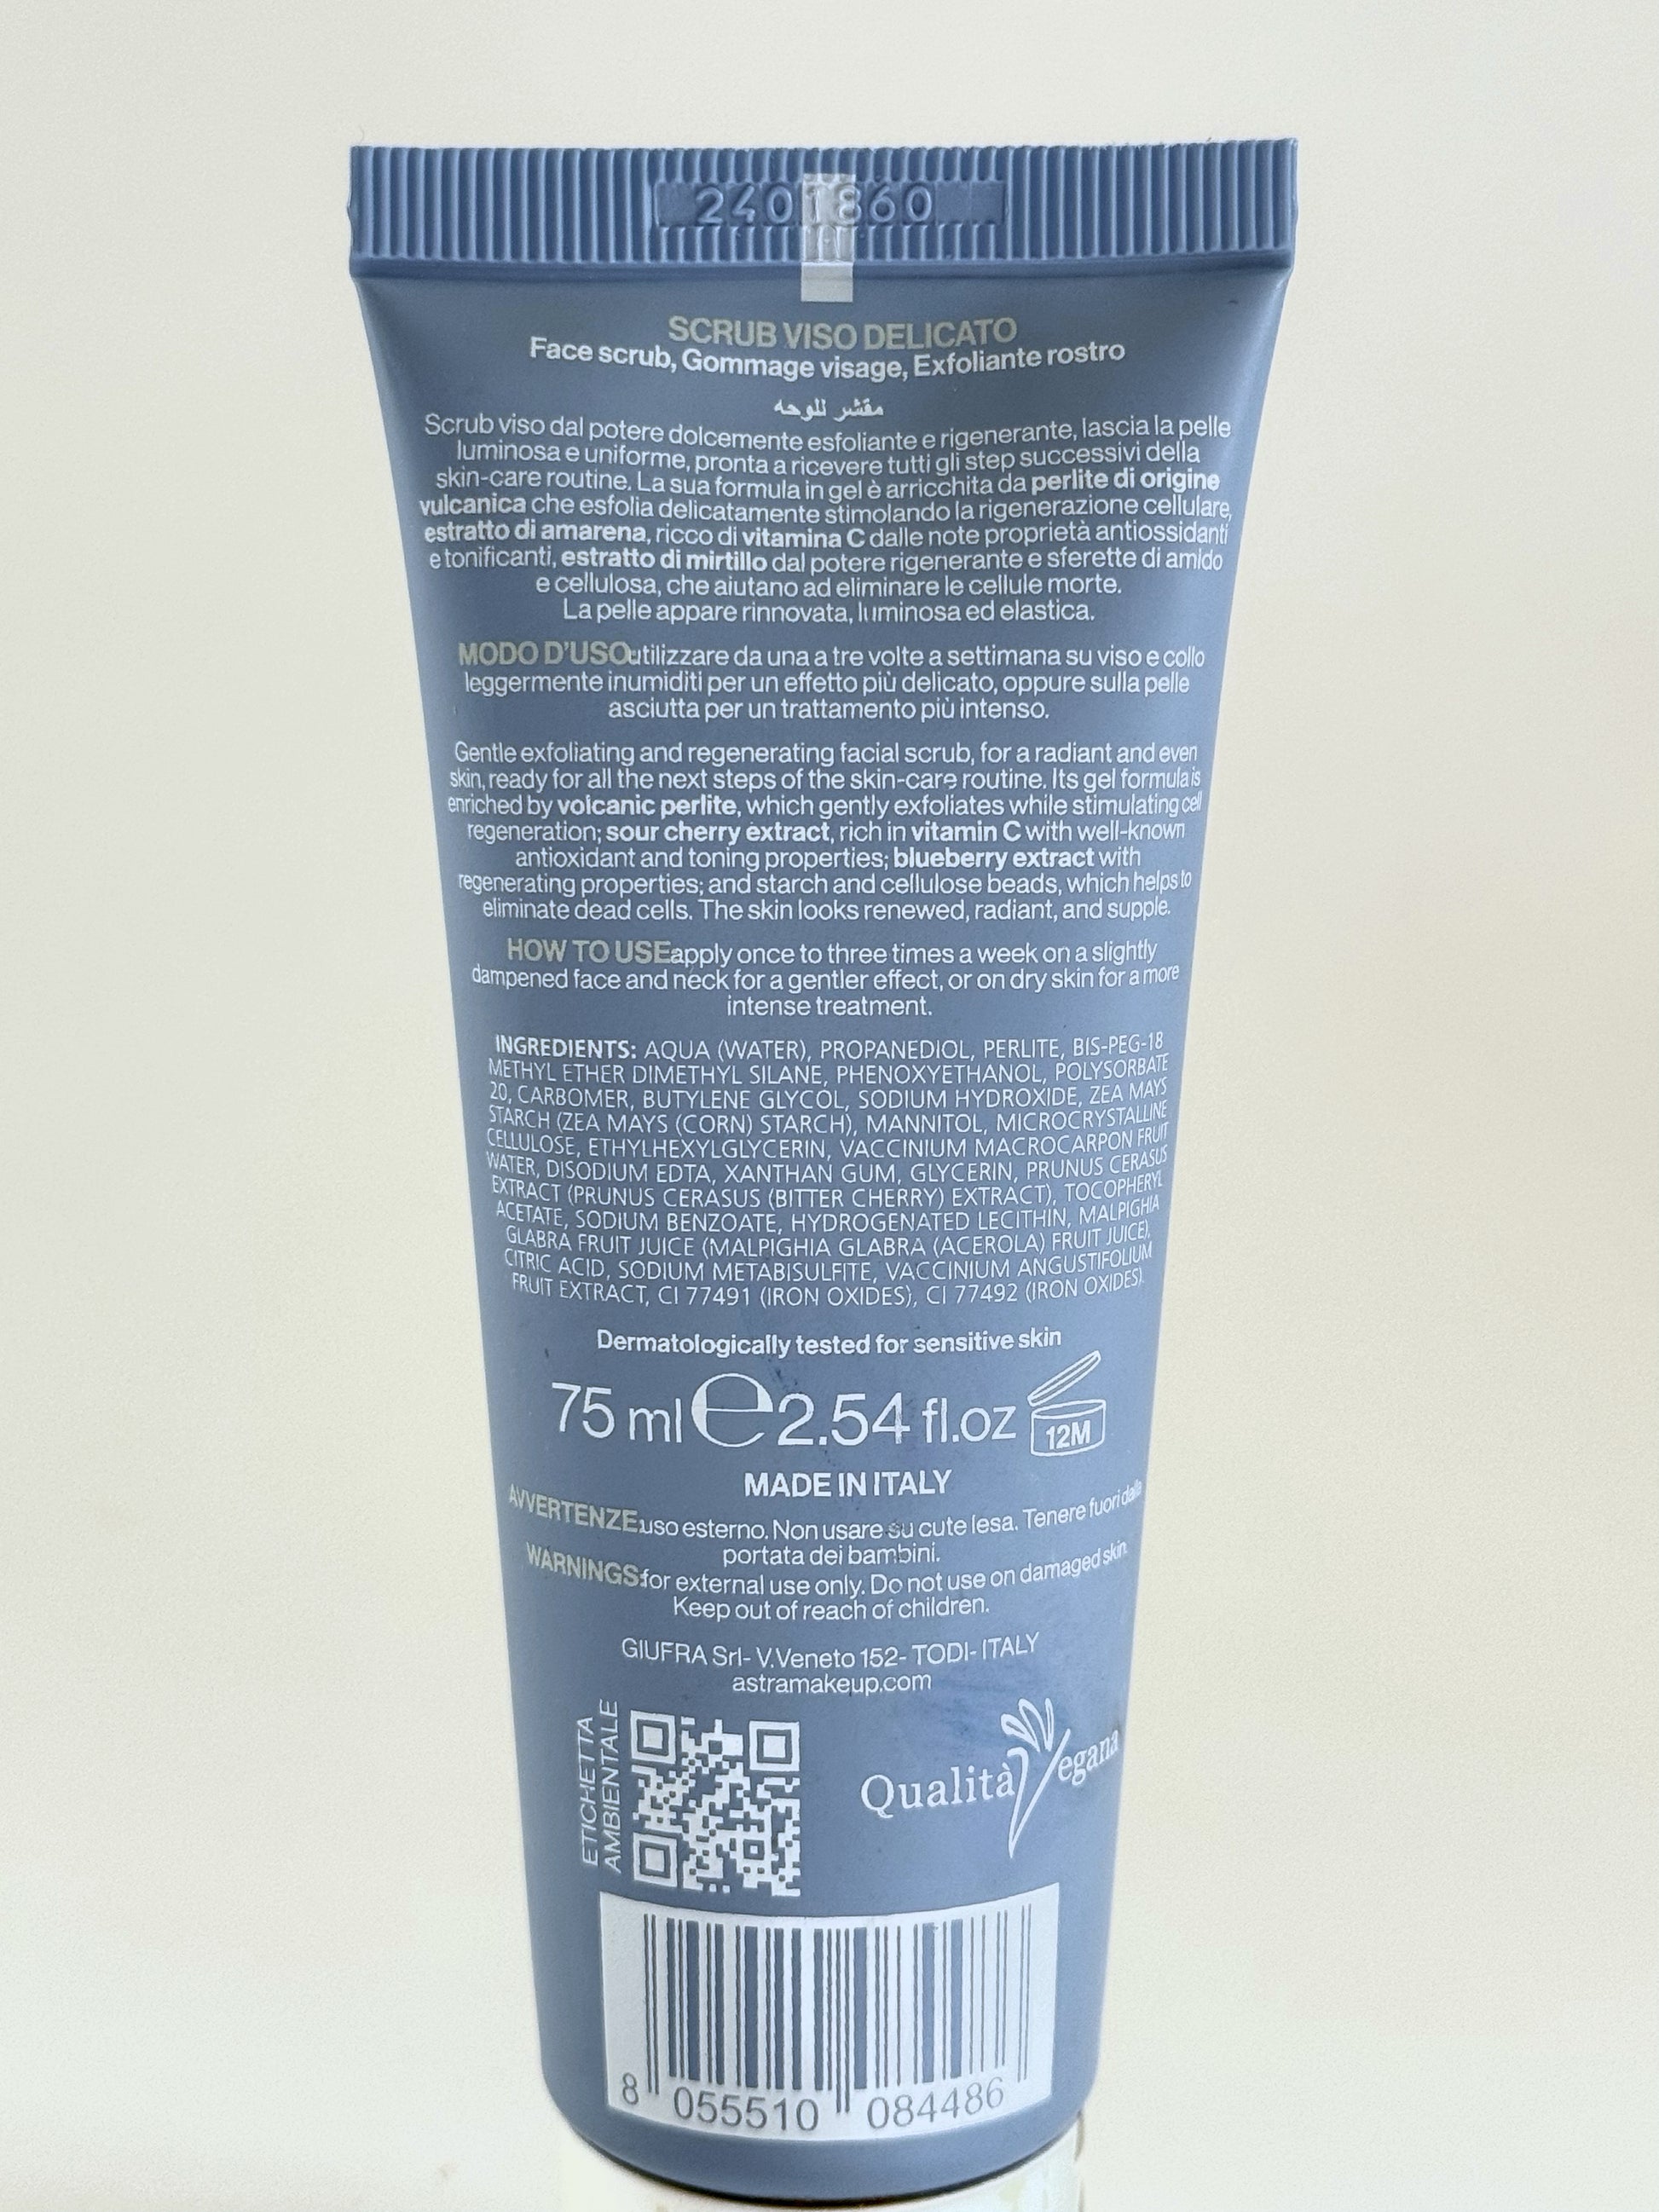 2401860
SCRUB VISO DELICATO
Face scrub, Gommage visage, Exfoliante rostro
مقشر للوجه
Scrub viso dal potere dolcemente esfoliante e rigenerante, lascia la pelle
luminosa e uniforme, pronta a ricevere tutti gli step successivi della
skin-care routine. La sua formula in gel è arricchita da perlite di origine
vulcanica che esfolia delicatamente stimolando la rigenerazione cellulare,
estratto di amarena, ricco di vitamina C dalle note proprietà antiossidanti
e tonificanti, estratto di mirtillo dal potere rigenerante e sferette di amido
e cellulosa, che aiutano ad eliminare le cellule morte.
La pelle appare rinnovata, luminosa ed elastica.
MODO D'USO: utilizzare da una a tre volte a settimana su viso e collo
leggermente inumiditi per un effetto più delicato, oppure sulla pelle
asciutta per un trattamento più intenso.
Gentle exfoliating and regenerating facial scrub, for a radiant and even
skin, ready for all the next steps of the skin-care routine. Its gel formula is
enriched by volcanic perlite, which gently exfoliates while stimulating cell
regeneration; sour cherry extract, rich in vitamin C with well-known
antioxidant and toning properties; blueberry extract with
regenerating properties; and starch and cellulose beads, which helps to
eliminate dead cells. The skin looks renewed, radiant, and supple.
HOW TO USE: apply once to three times a week on a slightly
dampened face and neck for a gentler effect, or on dry skin for a more
intense treatment.
INGREDIENTS: AQUA (WATER), PROPANEDIOL, PERLITE, BIS-PEG-18
METHYL ETHER DIMETHYL SILANE, PHENOXYETHANOL, POLYSORBATE
20, CARBOMER, BUTYLENE GLYCOL, SODIUM HYDROXIDE, ZEA MAYS
STARCH (ZEA MAYS (CORN) STARCH), MANNITOL, MICROCRYSTALLINE
CELLULOSE, ETHYLHEXYLGLYCERIN, VACCINIUM MACROCARPON FRUIT
WATER, DISODIUM EDTA, XANTHAN GUM, GLYCERIN, PRUNUS CERASUS
EXTRACT (PRUNUS CERASUS (BITTER CHERRY) EXTRACT), TOCOPHERYL
ACETATE, SODIUM BENZOATE, HYDROGENATED LECITHIN, MALPIGHIA
GLABRA FRUIT JUICE (MALPIGHIA GLABRA (ACEROLA) FRUIT JUICE),
CITRIC ACID, SODIUM METABISULFITE, VACCINIUM ANGUSTIFOLIUM
FRUIT EXTRACT, CI 77491 (IRON OXIDES), CI 77492 (IRON OXIDES).
Dermatologically tested for sensitive skin
75 ml e 2.54 fl.oz 12M
MADE IN ITALY
AVVERTENZE: uso esterno. Non usare su cute lesa. Tenere fuori dalla
portata dei bambini.
WARNINGS: for external use only. Do not use on damaged skin.
Keep out of reach of children.
GIUFRA Srl- V.Veneto 152- TODI- ITALY
astramakeup.com
ETICHETTA
AMBIENTALE
Qualità Vegana
8 055510 084486